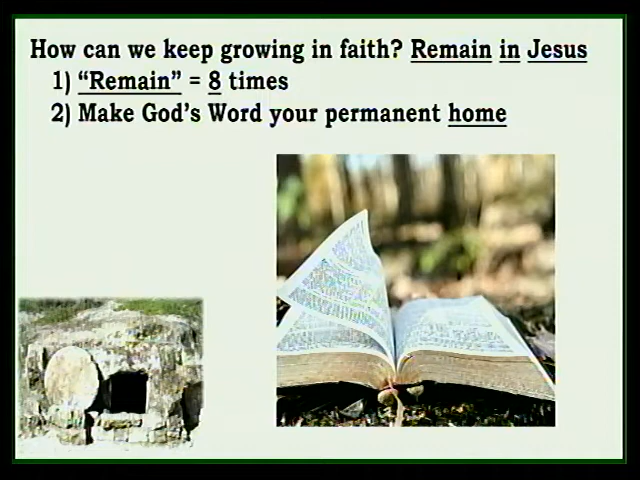 How can we keep growing in faith? Remain in Jesus
1) “Remain” = 8 times
2) Make God’s Word your permanent home